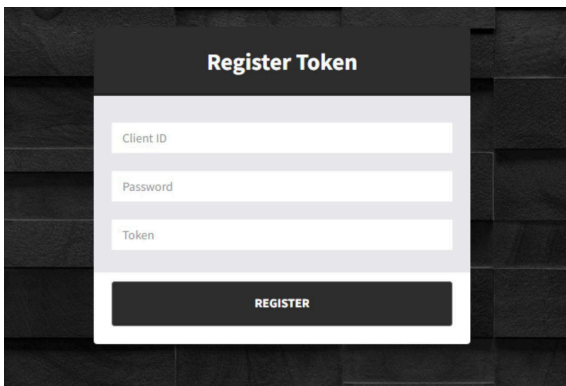 Register Token
Client ID
Password
Token
REGISTER